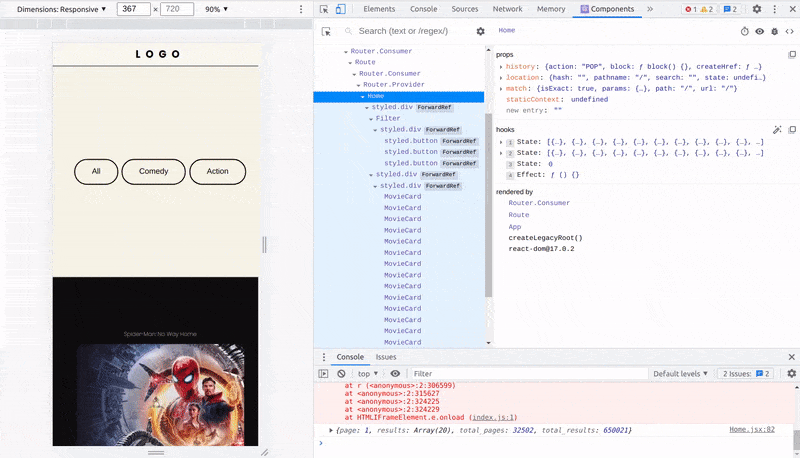 Dimensions: Responsive ▼ 367 × 720 90% ▼
LOGO
All Comedy Action
Spider-Man: No Way Home
Elements Console Sources Network Memory Components » 1 2 2
Search (text or /regex/)
Router.Consumer
Route
Router.Consumer
Router.Provider
Home
styled.div ForwardRef
Filter
styled.div ForwardRef
styled.button ForwardRef
styled.button ForwardRef
styled.button ForwardRef
styled.div ForwardRef
styled.div ForwardRef
MovieCard
MovieCard
MovieCard
MovieCard
MovieCard
MovieCard
MovieCard
MovieCard
MovieCard
MovieCard
MovieCard
MovieCard
MovieCard
MovieCard
Home
props
history: {action: "POP", block: ƒ block() {}, createHref: ƒ …}
location: {hash: "", pathname: "/", search: "", state: undefi…}
match: {isExact: true, params: {…}, path: "/", url: "/"}
staticContext: undefined
new entry: ""
hooks
1 State: [{…}, {…}, {…}, {…}, {…}, {…}, {…}, {…}, {…}, …]
2 State: [{…}, {…}, {…}, {…}, {…}, {…}, {…}, {…}, {…}, …]
3 State: 0
4 Effect: ƒ () {}
rendered by
Router.Consumer
Route
App
createLegacyRoot()
react-dom@17.0.2
Console Issues
top ▼ Filter Default levels ▼ 2 Issues: 2
at r (<anonymous>:2:306599)
at <anonymous>:2:315627
at <anonymous>:2:324225
at <anonymous>:2:324229
at HTMLIFrameElement.e.onload (index.js:1)
{page: 1, results: Array(20), total_pages: 32502, total_results: 650021} Home.jsx:82